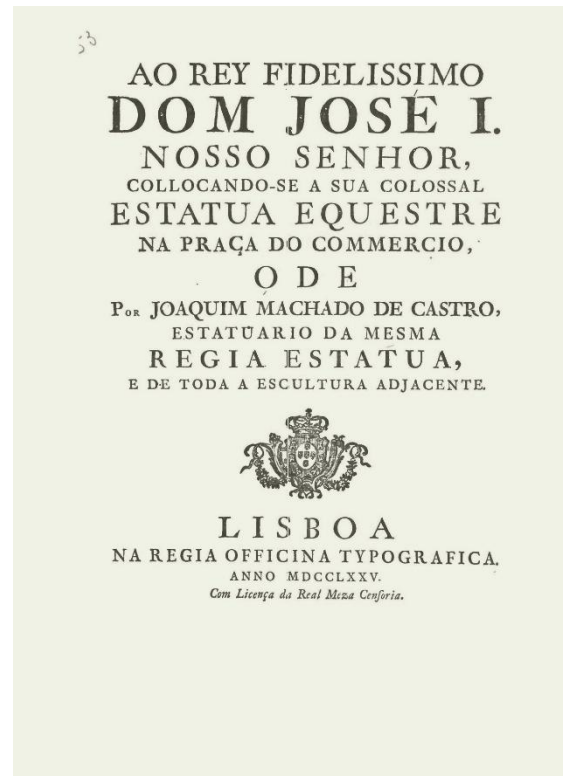 53
AO REY FIDELISSIMO
DOM JOSÉ I.
NOSSO SENHOR,
COLLOCANDO-SE A SUA COLOSSAL
ESTATUA EQUESTRE
NA PRAÇA DO COMMERCIO,
ODE
POR JOAQUIM MACHADO DE CASTRO,
ESTATUARIO DA MESMA
REGIA ESTATUA,
E DE TODA A ESCULTURA ADJACENTE.
LISBOA
NA REGIA OFFICINA TYPOGRAFICA.
ANNO MDCCLXXV.
Com Licença da Real Meza Cenſoria.